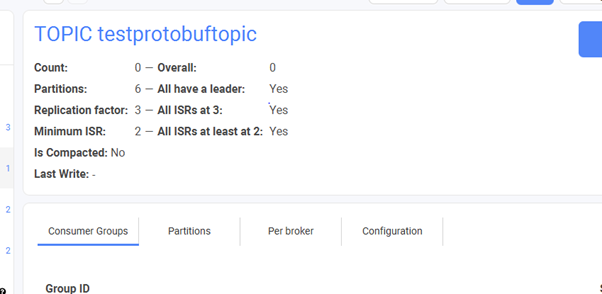 TOPIC testprotobuftopic
Count: 0 — Overall: 0
Partitions: 6 — All have a leader: Yes
Replication factor: 3 — All ISRs at 3: Yes
3
Minimum ISR: 2 — All ISRs at least at 2: Yes
Is Compacted: No
1
Last Write: -
2
Consumer Groups Partitions Per broker Configuration
2
Group ID